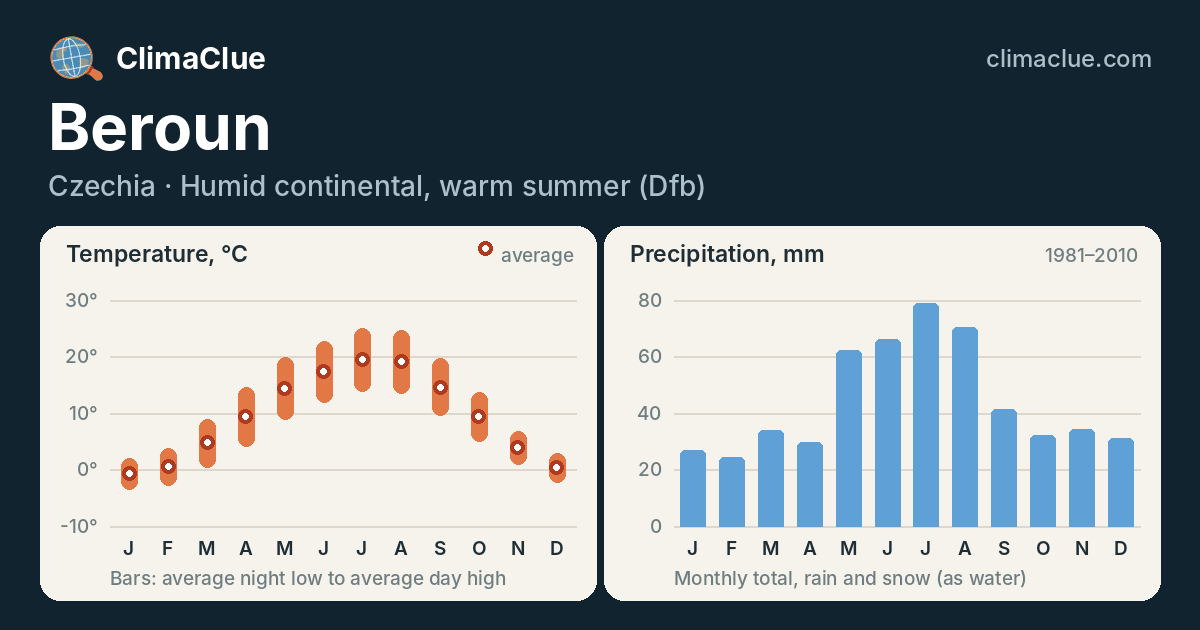 ClimaClue
climaclue.com
Beroun
Czechia · Humid continental, warm summer (Dfb)
Temperature, °C
average
30°
20°
10°
0°
-10°
J F M A M J J A S O N D
Bars: average night low to average day high
Precipitation, mm
1981–2010
80
60
40
20
0
J F M A M J J A S O N D
Monthly total, rain and snow (as water)